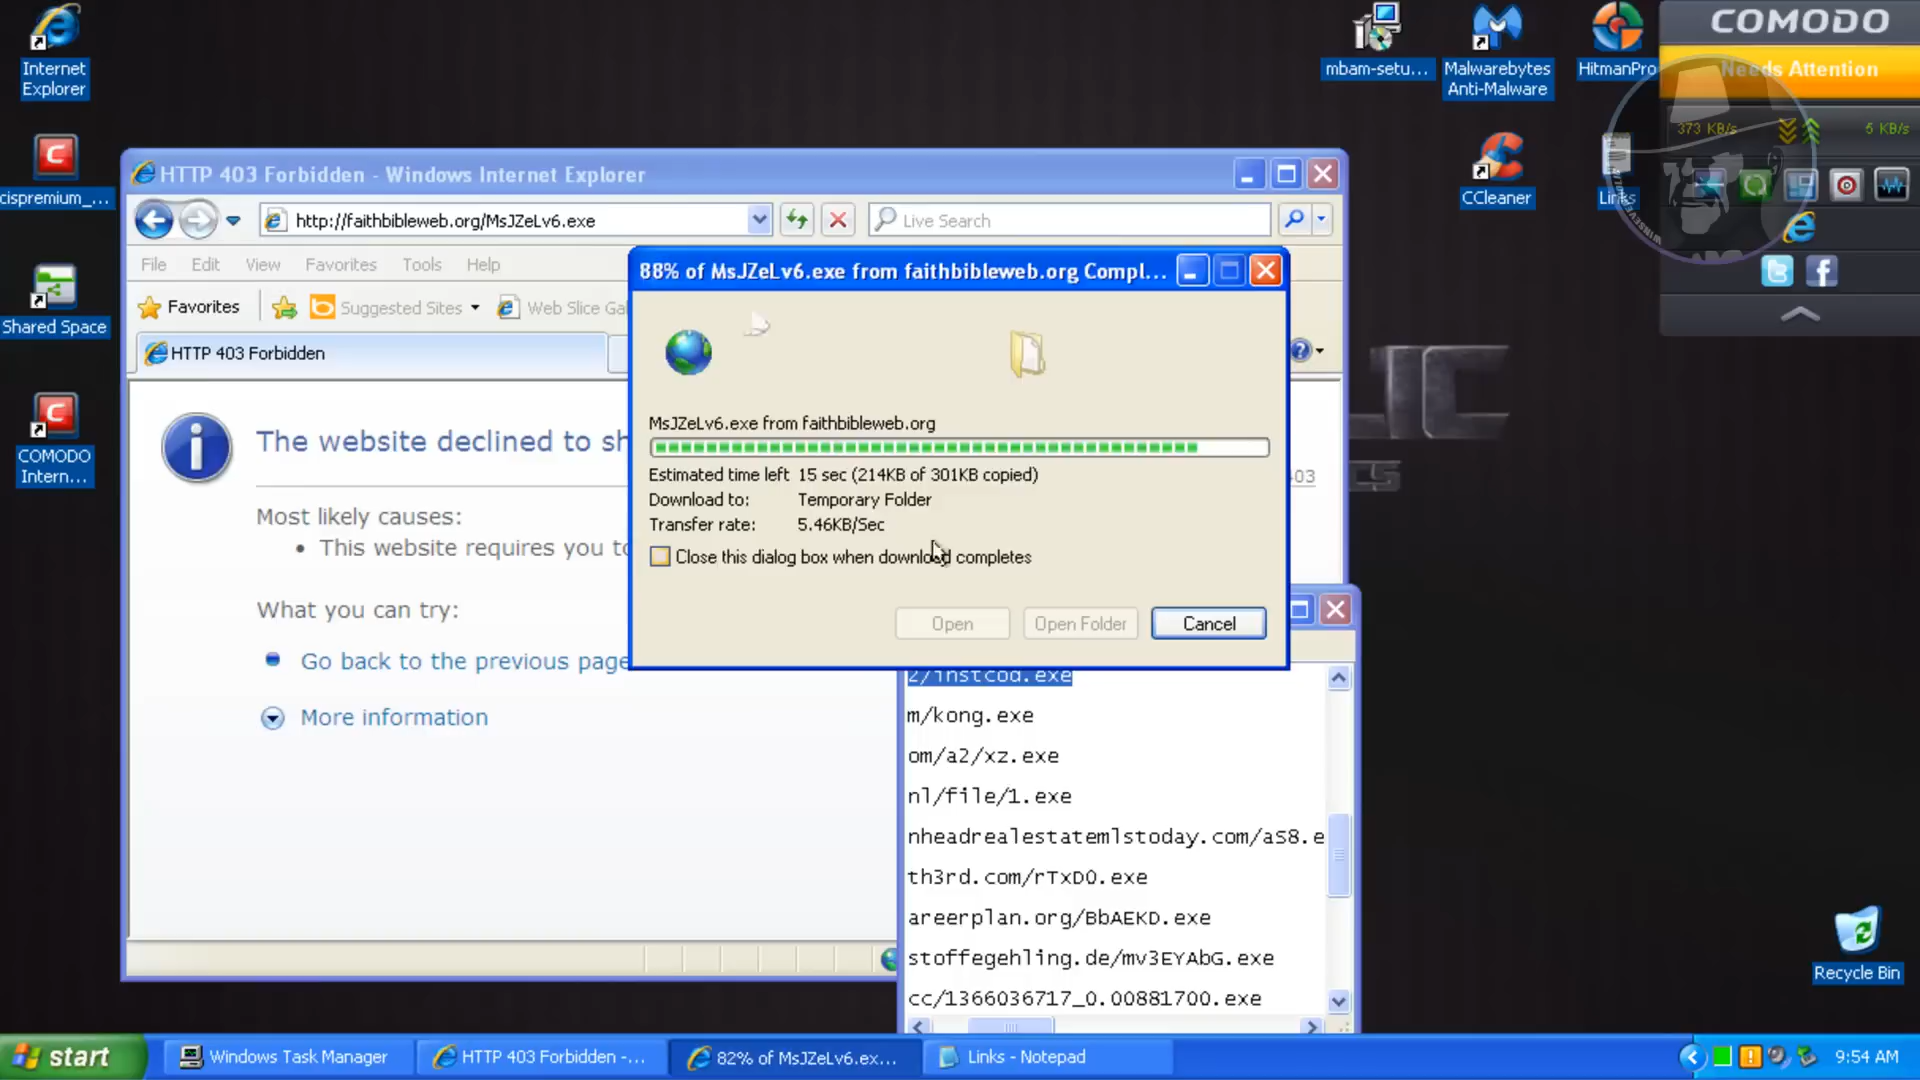 Internet
Explorer
cispremium_...
Shared Space
COMODO
Intern...
mbam-setu...
Malwarebytes
Anti-Malware
HitmanPro
CCleaner
Links
COMODO
Needs Attention
373 KB/s
6 KB/s
HTTP 403 Forbidden - Windows Internet Explorer
http://faithbibleweb.org/MsJZeLv6.exe
Live Search
File Edit View Favorites Tools Help
Favorites
Suggested Sites
Web Slice Ga
HTTP 403 Forbidden
The website declined to sh
03
Most likely causes:
This website requires you to
What you can try:
Go back to the previous page
More information
88% of MsJZeLv6.exe from faithbibleweb.org Compl...
MsJZeLv6.exe from faithbibleweb.org
Estimated time left 15 sec (214KB of 301KB copied)
Download to: Temporary Folder
Transfer rate: 5.46KB/Sec
Close this dialog box when download completes
Open
Open Folder
Cancel
2/instcod.exe
m/kong.exe
om/a2/xz.exe
nl/file/1.exe
nheadrealestatemlstoday.com/aS8.e
th3rd.com/rTxD0.exe
areerplan.org/BbAEKD.exe
stoffegehling.de/mv3EYAbG.exe
cc/1366036717_0.00881700.exe
Recycle Bin
start
Windows Task Manager
HTTP 403 Forbidden -...
82% of MsJZeLv6.ex...
Links - Notepad
9:54 AM